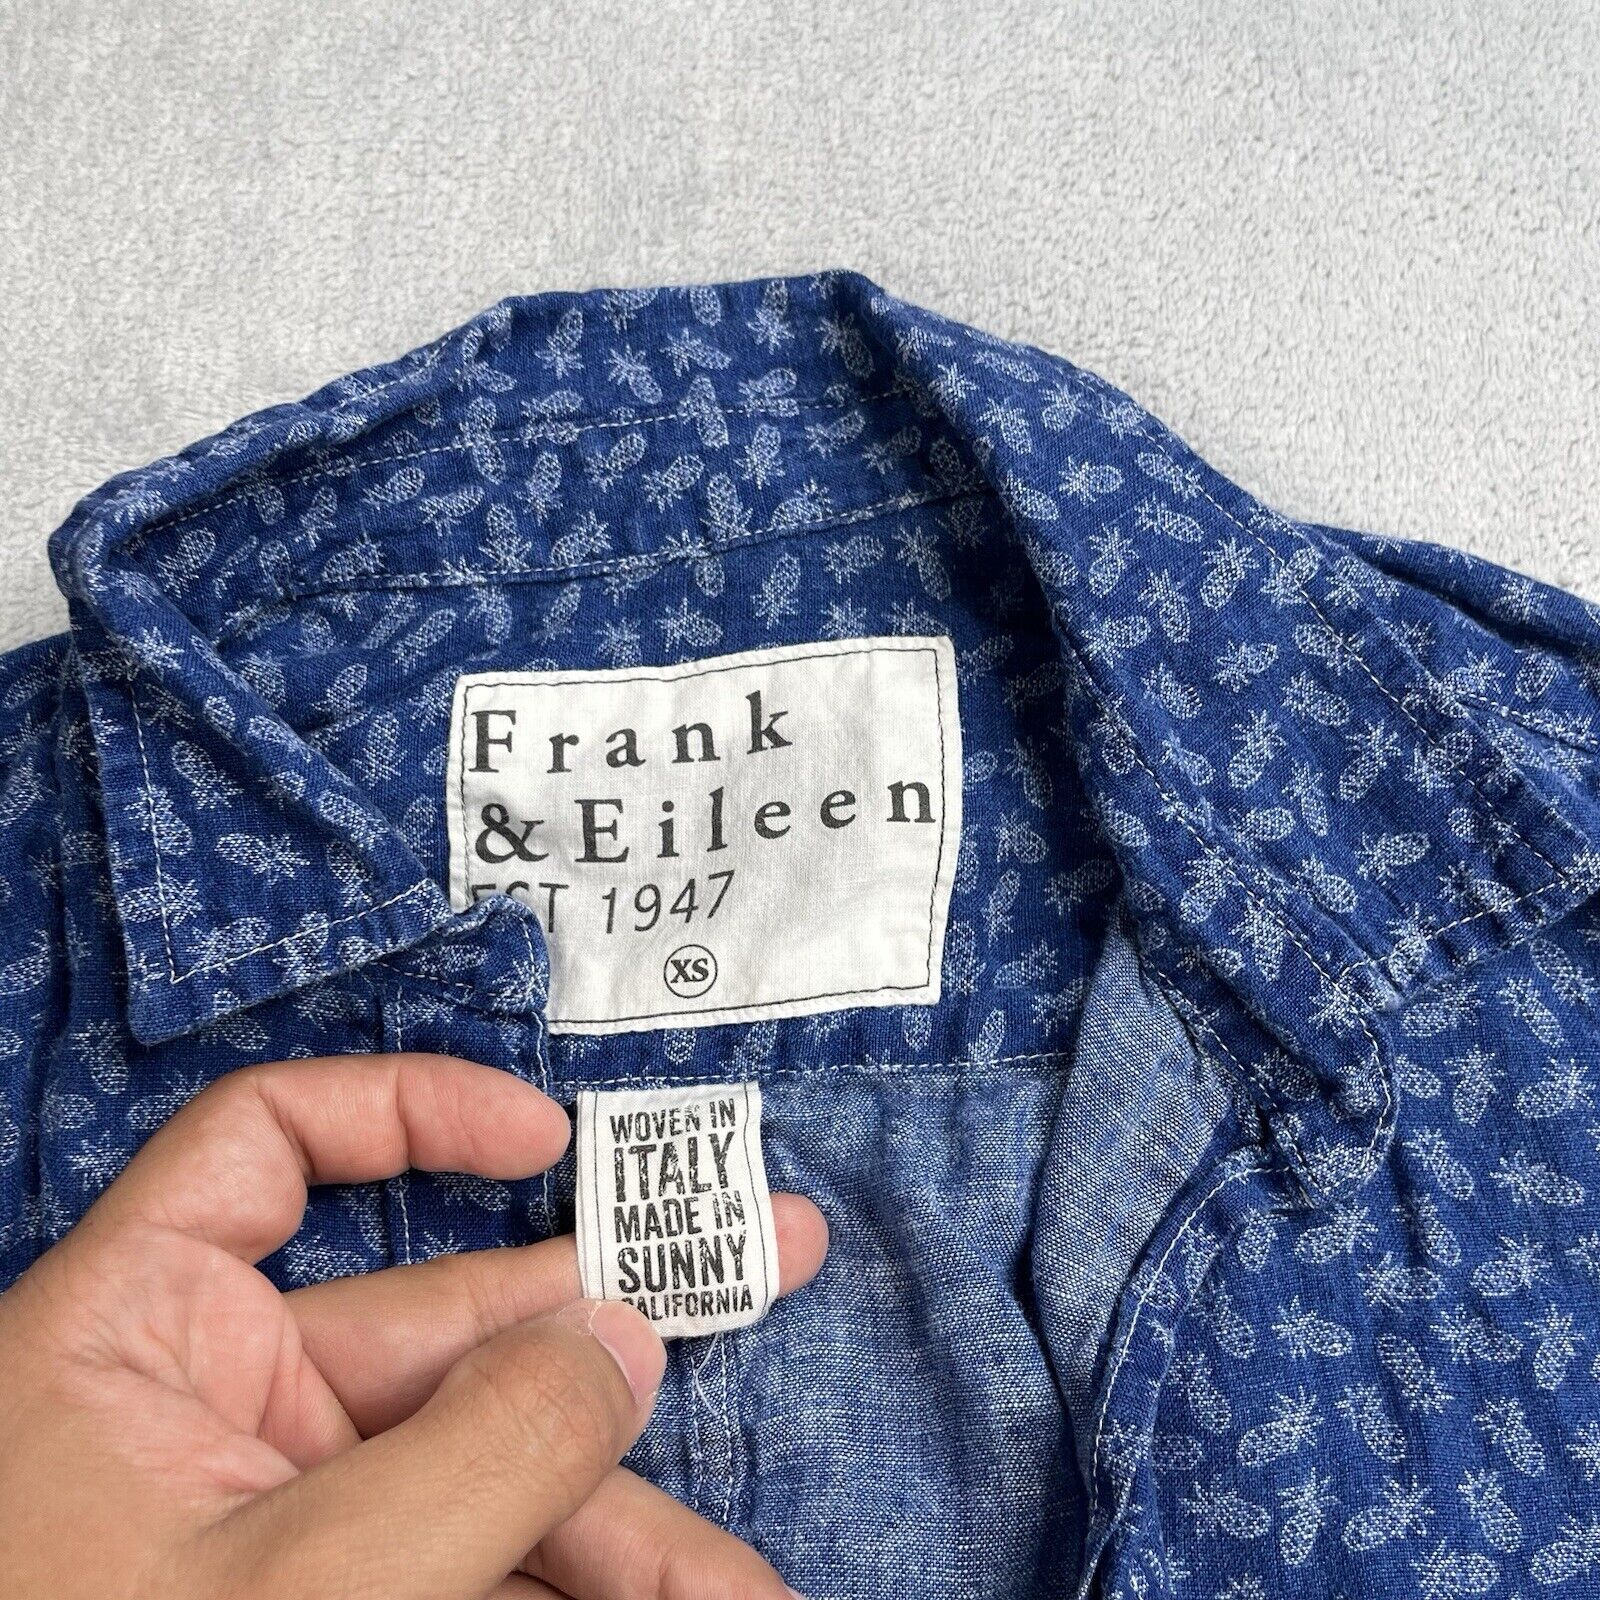 Frank
& Eileen
EST 1947
XS
WOVEN IN
ITALY
MADE IN
SUNNY
CALIFORNIA